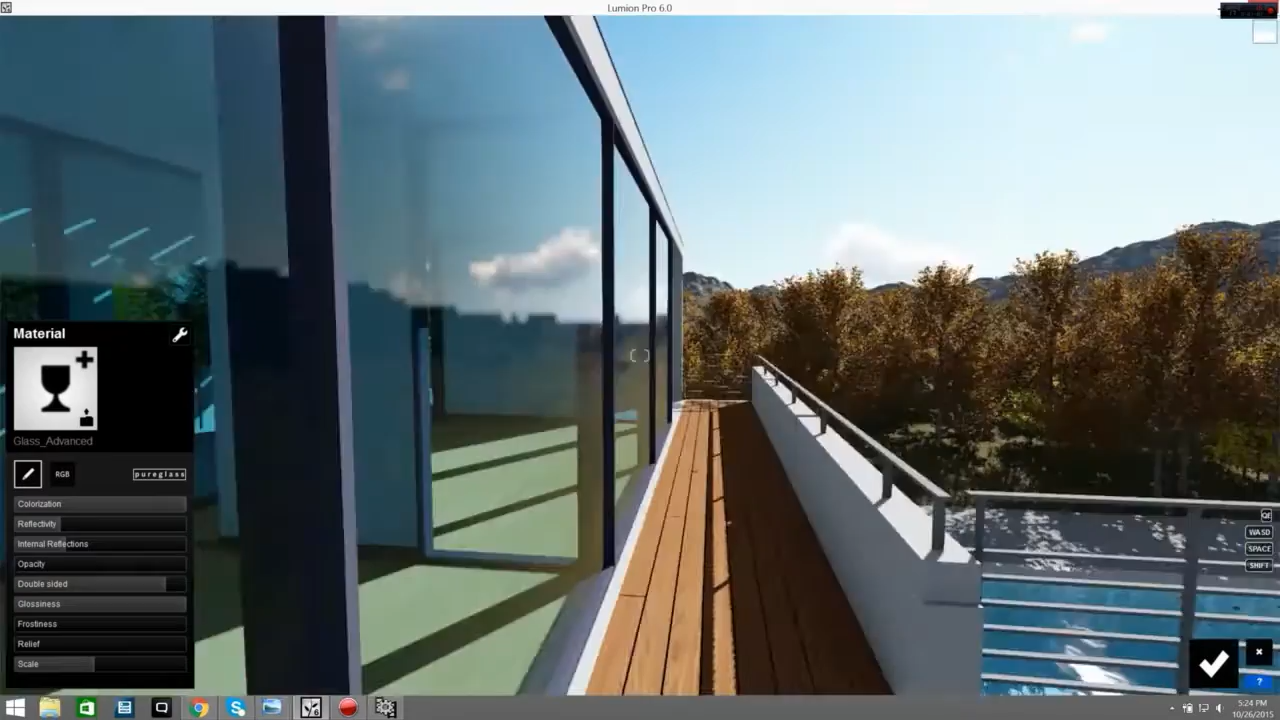 Lumion Pro 6.0
Material
Glass_Advanced
RGB
pureglass
Colorization
Reflectivity
Internal Reflections
Opacity
Double sided
Glossiness
Frostiness
Relief
Scale
QE
WASD
SPACE
SHIFT
?
5:24 PM
10/26/2015